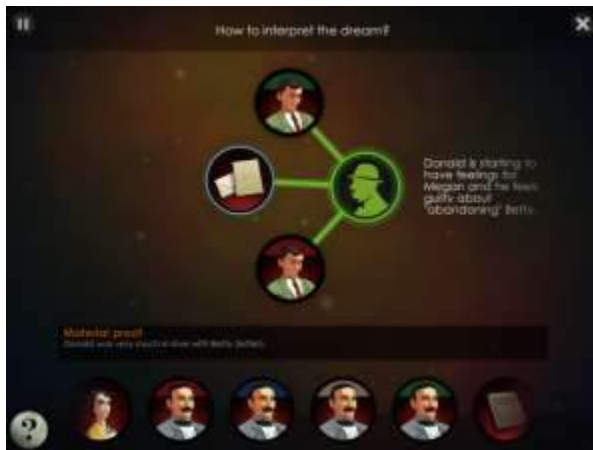 How to interpret the dream?
Donald is starting to
have feelings for
Megan and he feels
guilty about
'abandoning' Betty.
Material proof
Donald was very much in love with Betty (letter).
?